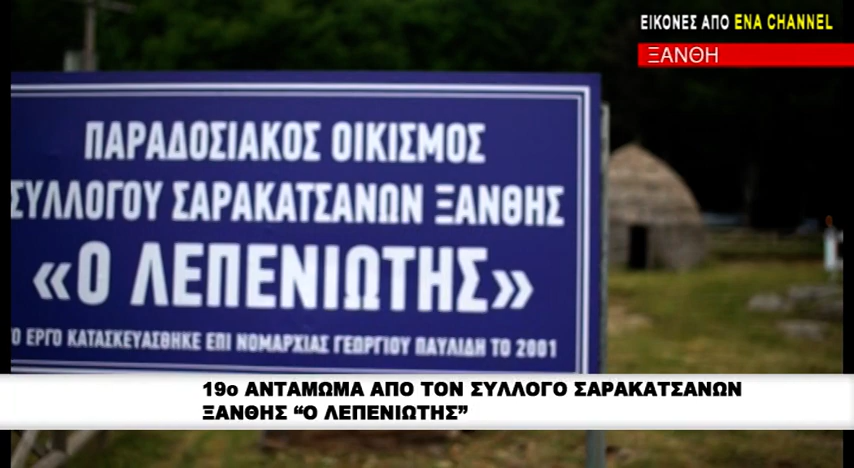 ΕΙΚΟΝΕΣ ΑΠΟ ΕΝΑ CHANNEL
ΞΑΝΘΗ
ΠΑΡΑΔΟΣΙΑΚΟΣ ΟΙΚΙΣΜΟΣ
ΣΥΛΛΟΓΟΥ ΣΑΡΑΚΑΤΣΑΝΩΝ ΞΑΝΘΗΣ
«Ο ΛΕΠΕΝΙΩΤΗΣ»
Ο ΕΡΓΟ ΚΑΤΑΣΚΕΥΑΣΘΗΚΕ ΕΠΙ ΝΟΜΑΡΧΙΑΣ ΓΕΩΡΓΙΟΥ ΠΑΥΛΙΔΗ ΤΟ 2001
19ο ΑΝΤΑΜΩΜΑ ΑΠΟ ΤΟΝ ΣΥΛΛΟΓΟ ΣΑΡΑΚΑΤΣΑΝΩΝ
ΞΑΝΘΗΣ “Ο ΛΕΠΕΝΙΩΤΗΣ”